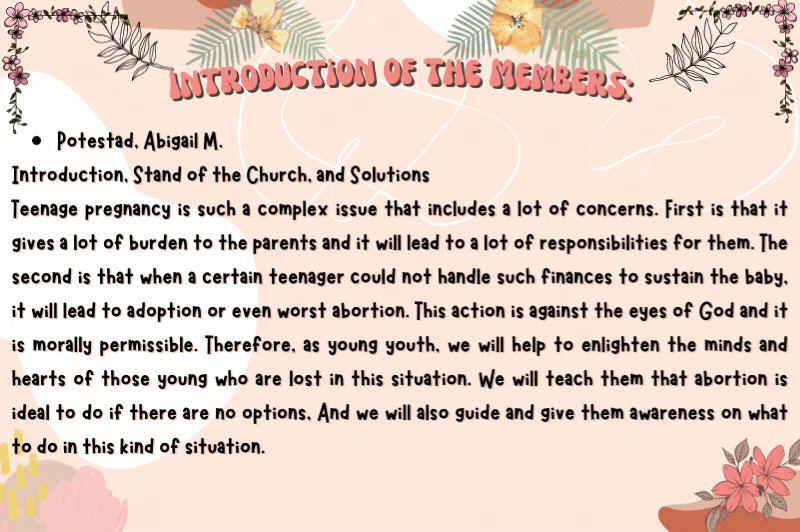 INTRODUCTION OF THE MEMBERS:
• Potestad, Abigail M.
Introduction, Stand of the Church, and Solutions
Teenage pregnancy is such a complex issue that includes a lot of concerns. First is that it
gives a lot of burden to the parents and it will lead to a lot of responsibilities for them. The
second is that when a certain teenager could not handle such finances to sustain the baby,
it will lead to adoption or even worst abortion. This action is against the eyes of God and it
is morally permissible. Therefore, as young youth, we will help to enlighten the minds and
hearts of those young who are lost in this situation. We will teach them that abortion is
ideal to do if there are no options, And we will also guide and give them awareness on what
to do in this kind of situation.